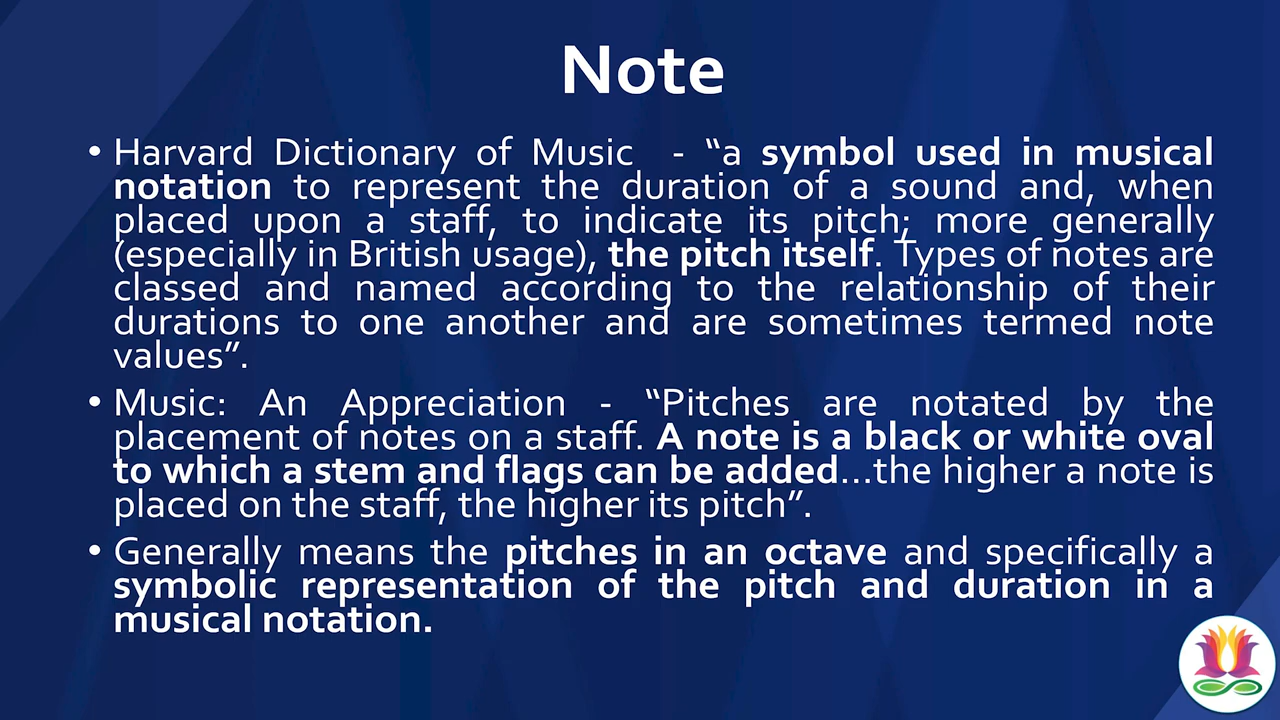 Note
• Harvard Dictionary of Music - “a symbol used in musical
notation to represent the duration of a sound and, when
placed upon a staff, to indicate its pitch; more generally
(especially in British usage), the pitch itself. Types of notes are
classed and named according to the relationship of their
durations to one another and are sometimes termed note
values”.
• Music: An Appreciation - “Pitches are notated by the
placement of notes on a staff. A note is a black or white oval
to which a stem and flags can be added...the higher a note is
placed on the staff, the higher its pitch”.
• Generally means the pitches in an octave and specifically a
symbolic representation of the pitch and duration in a
musical notation.